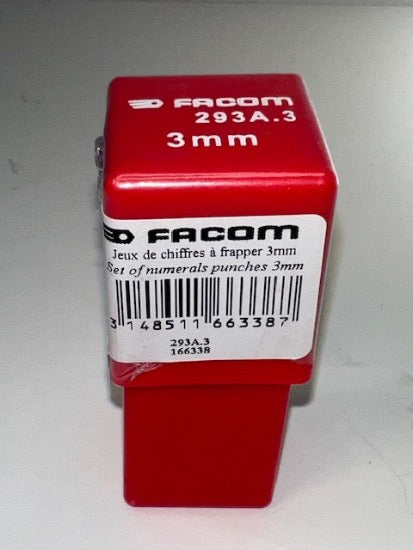 FACOM
293A.3
3mm
FACOM
Jeux de chiffres à frapper 3mm
Set of numerals punches 3mm
3 148511 663387
293A.3
166338